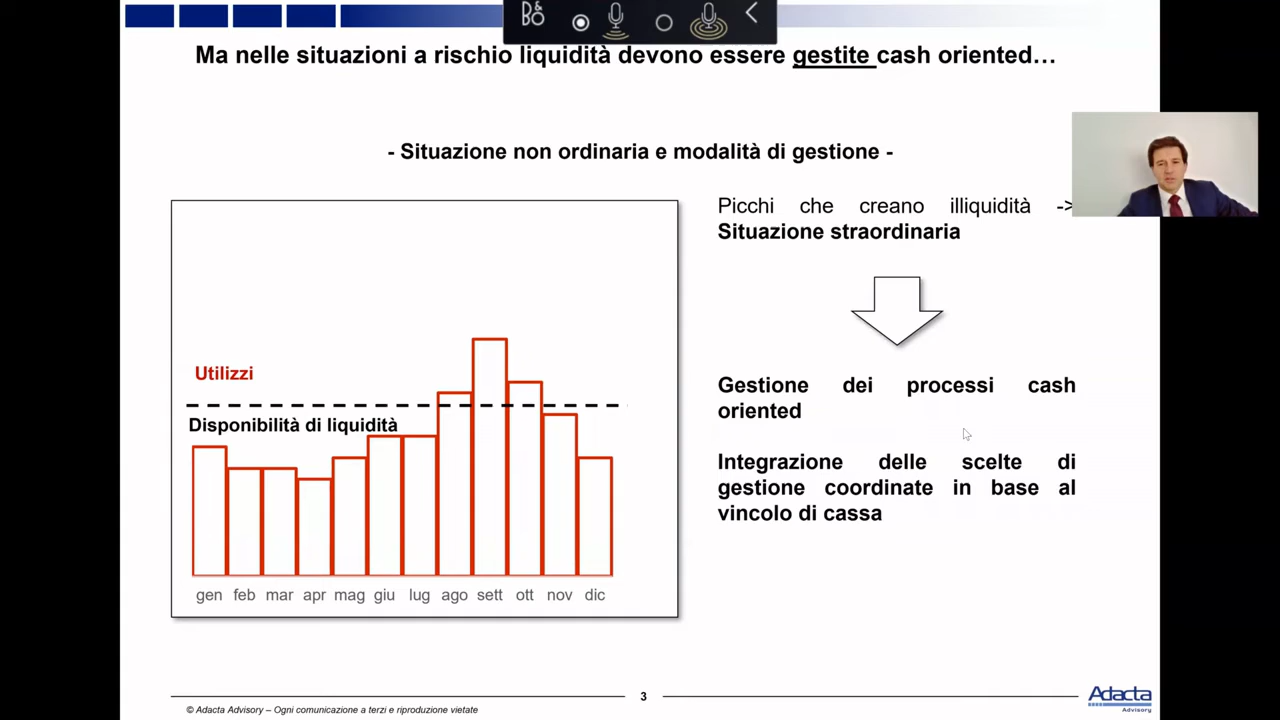 B&
BO
Ma nelle situazioni a rischio liquidità devono essere gestite cash oriented…
- Situazione non ordinaria e modalità di gestione -
Utilizzi
Disponibilità di liquidità
gen feb mar apr mag giu lug ago sett ott nov dic
Picchi che creano illiquidità ->
Situazione straordinaria
Gestione dei processi cash
oriented
Integrazione delle scelte di
gestione coordinate in base al
vincolo di cassa
3
© Adacta Advisory – Ogni comunicazione a terzi e riproduzione vietate
Adacta
Advisory